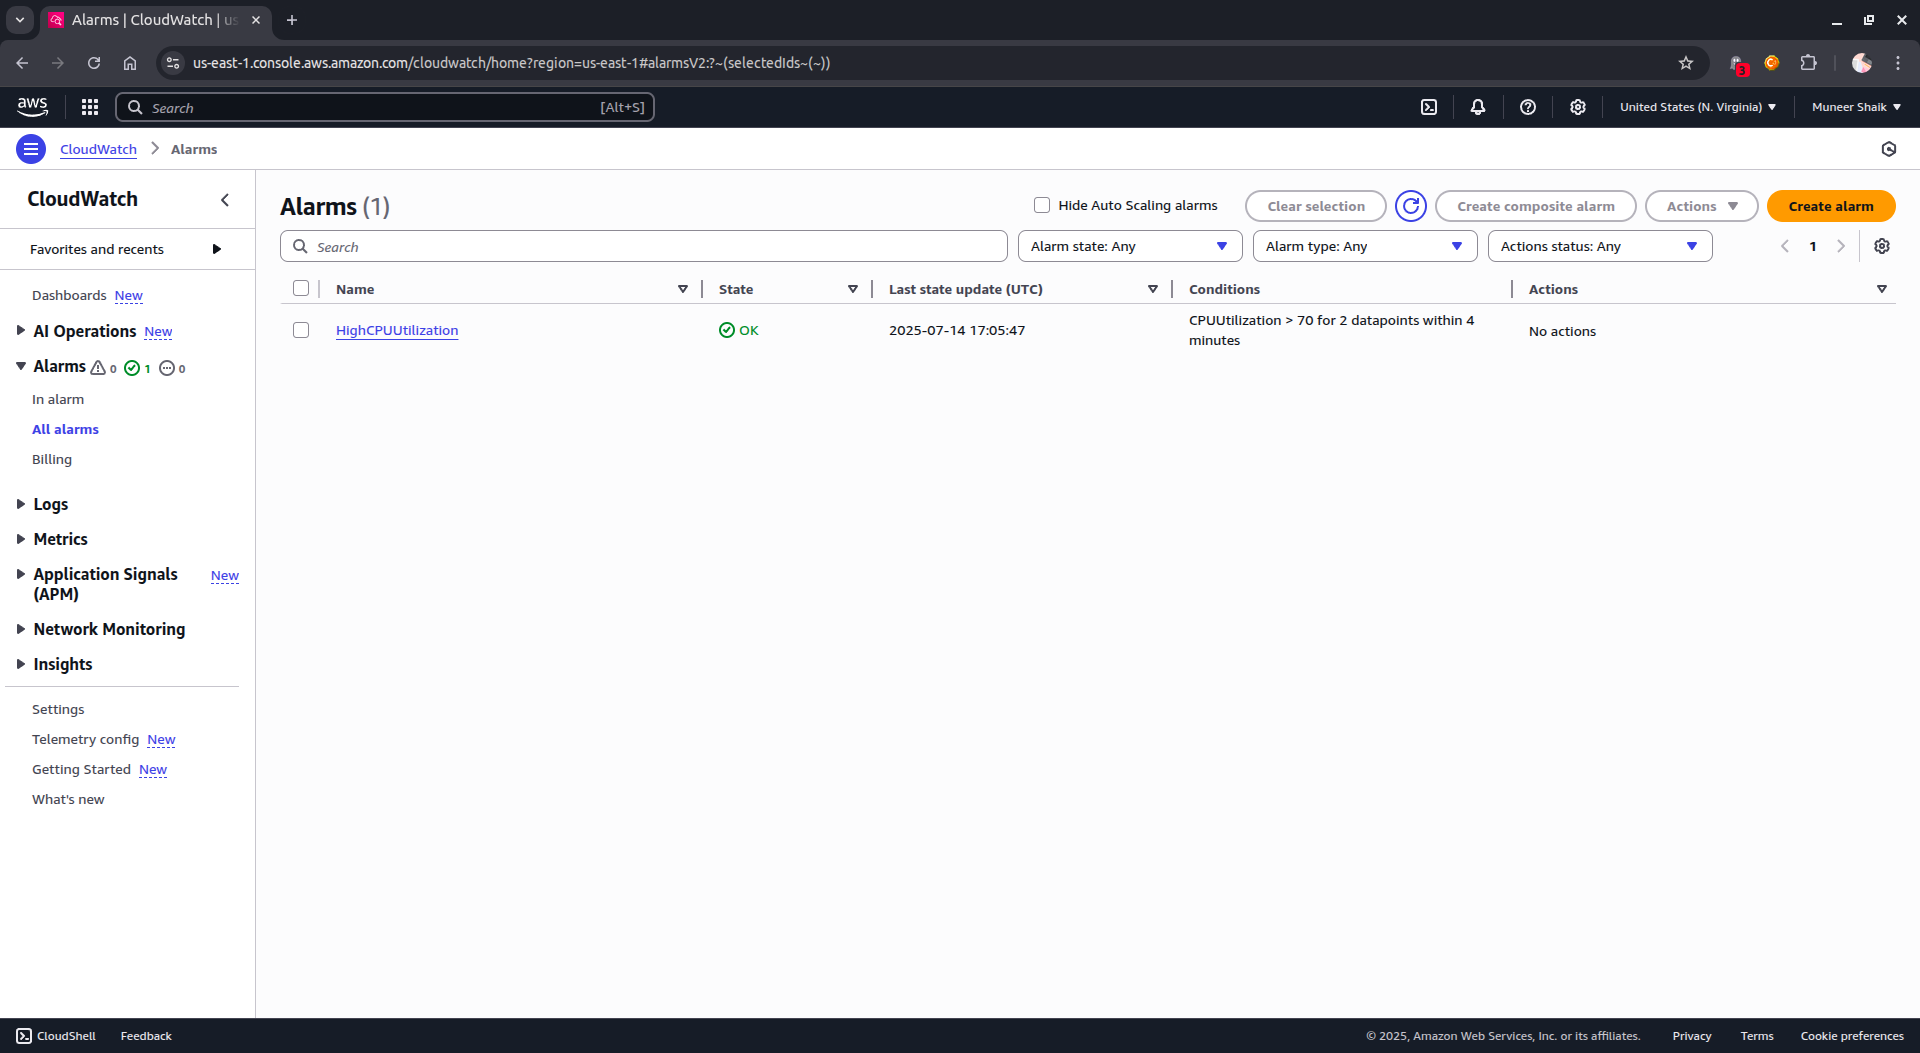 Alarms | CloudWatch | us
us-east-1.console.aws.amazon.com/cloudwatch/home?region=us-east-1#alarmsV2:?~(selectedIds~(~))
3
aws
Search
[Alt+S]
United States (N. Virginia)
Muneer Shaik
CloudWatch
Alarms
CloudWatch
Favorites and recents
Dashboards New
AI Operations New
Alarms 0 1 0
In alarm
All alarms
Billing
Logs
Metrics
Application Signals New
(APM)
Network Monitoring
Insights
Settings
Telemetry config New
Getting Started New
What's new
Alarms (1)
Hide Auto Scaling alarms
Clear selection
Create composite alarm
Actions
Create alarm
Search
Alarm state: Any
Alarm type: Any
Actions status: Any
1
Name
State
Last state update (UTC)
Conditions
Actions
HighCPUUtilization
OK
2025-07-14 17:05:47
CPUUtilization > 70 for 2 datapoints within 4
minutes
No actions
CloudShell
Feedback
© 2025, Amazon Web Services, Inc. or its affiliates.
Privacy
Terms
Cookie preferences